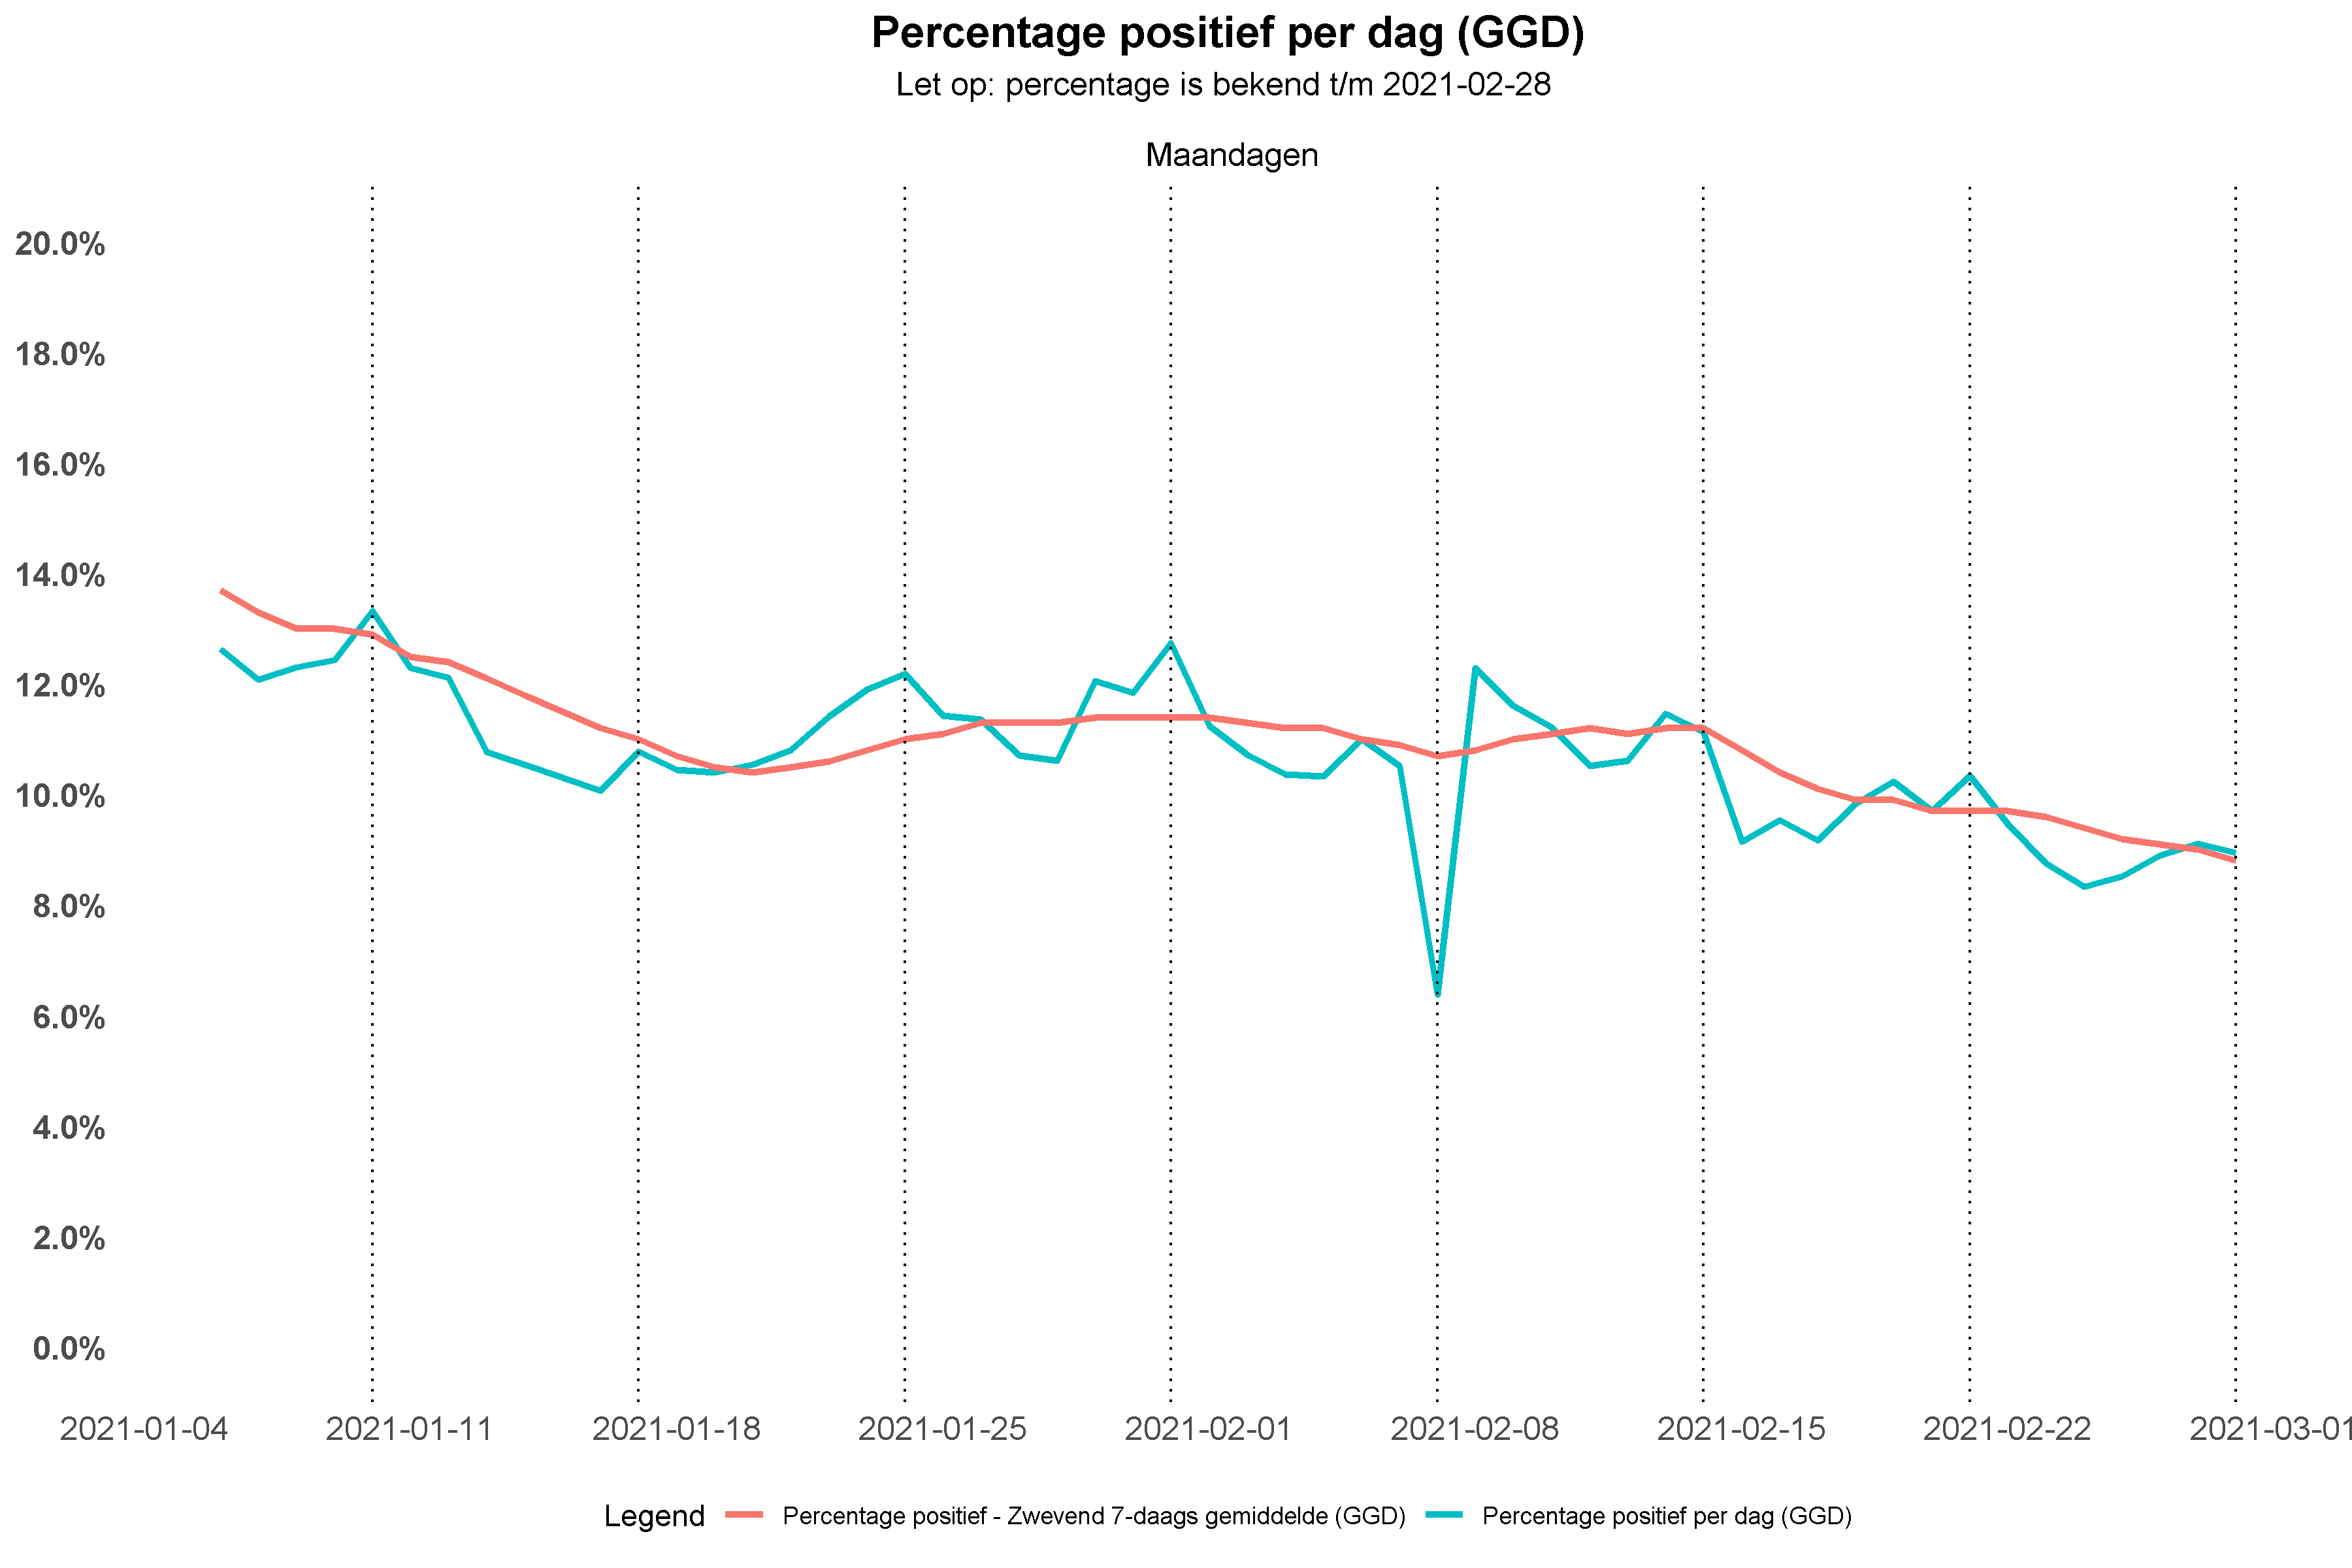 Percentage positief per dag (GGD)
Let op: percentage is bekend t/m 2021-02-28
Maandagen
20.0%
18.0%
16.0%
14.0%
12.0%
10.0%
8.0%
6.0%
4.0%
2.0%
0.0%
2021-01-04 2021-01-11 2021-01-18 2021-01-25 2021-02-01 2021-02-08 2021-02-15 2021-02-22 2021-03-01
Legend Percentage positief - Zwevend 7-daags gemiddelde (GGD) Percentage positief per dag (GGD)